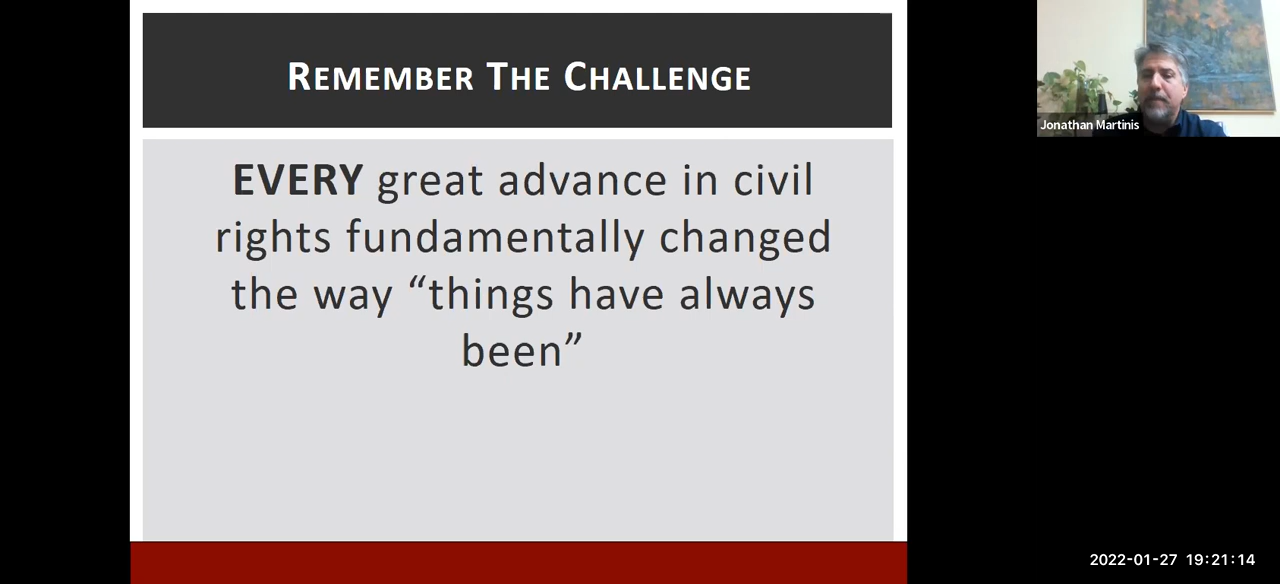 REMEMBER THE CHALLENGE
EVERY great advance in civil
rights fundamentally changed
the way “things have always
been”
Jonathan Martinis
2022-01-27 19:21:14